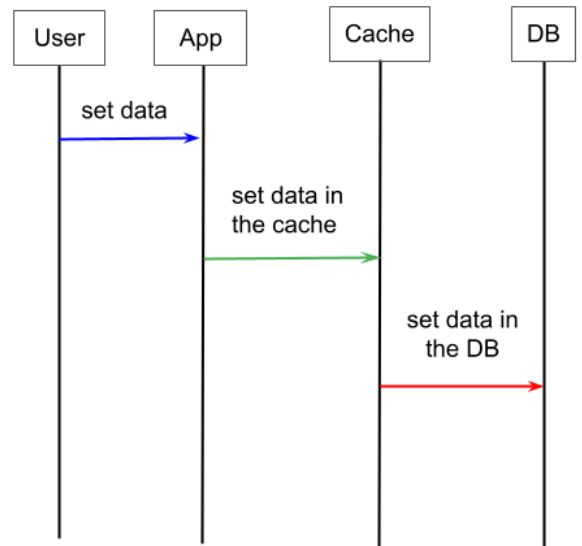 User
App
Cache
DB
set data
set data in
the cache
set data in
the DB